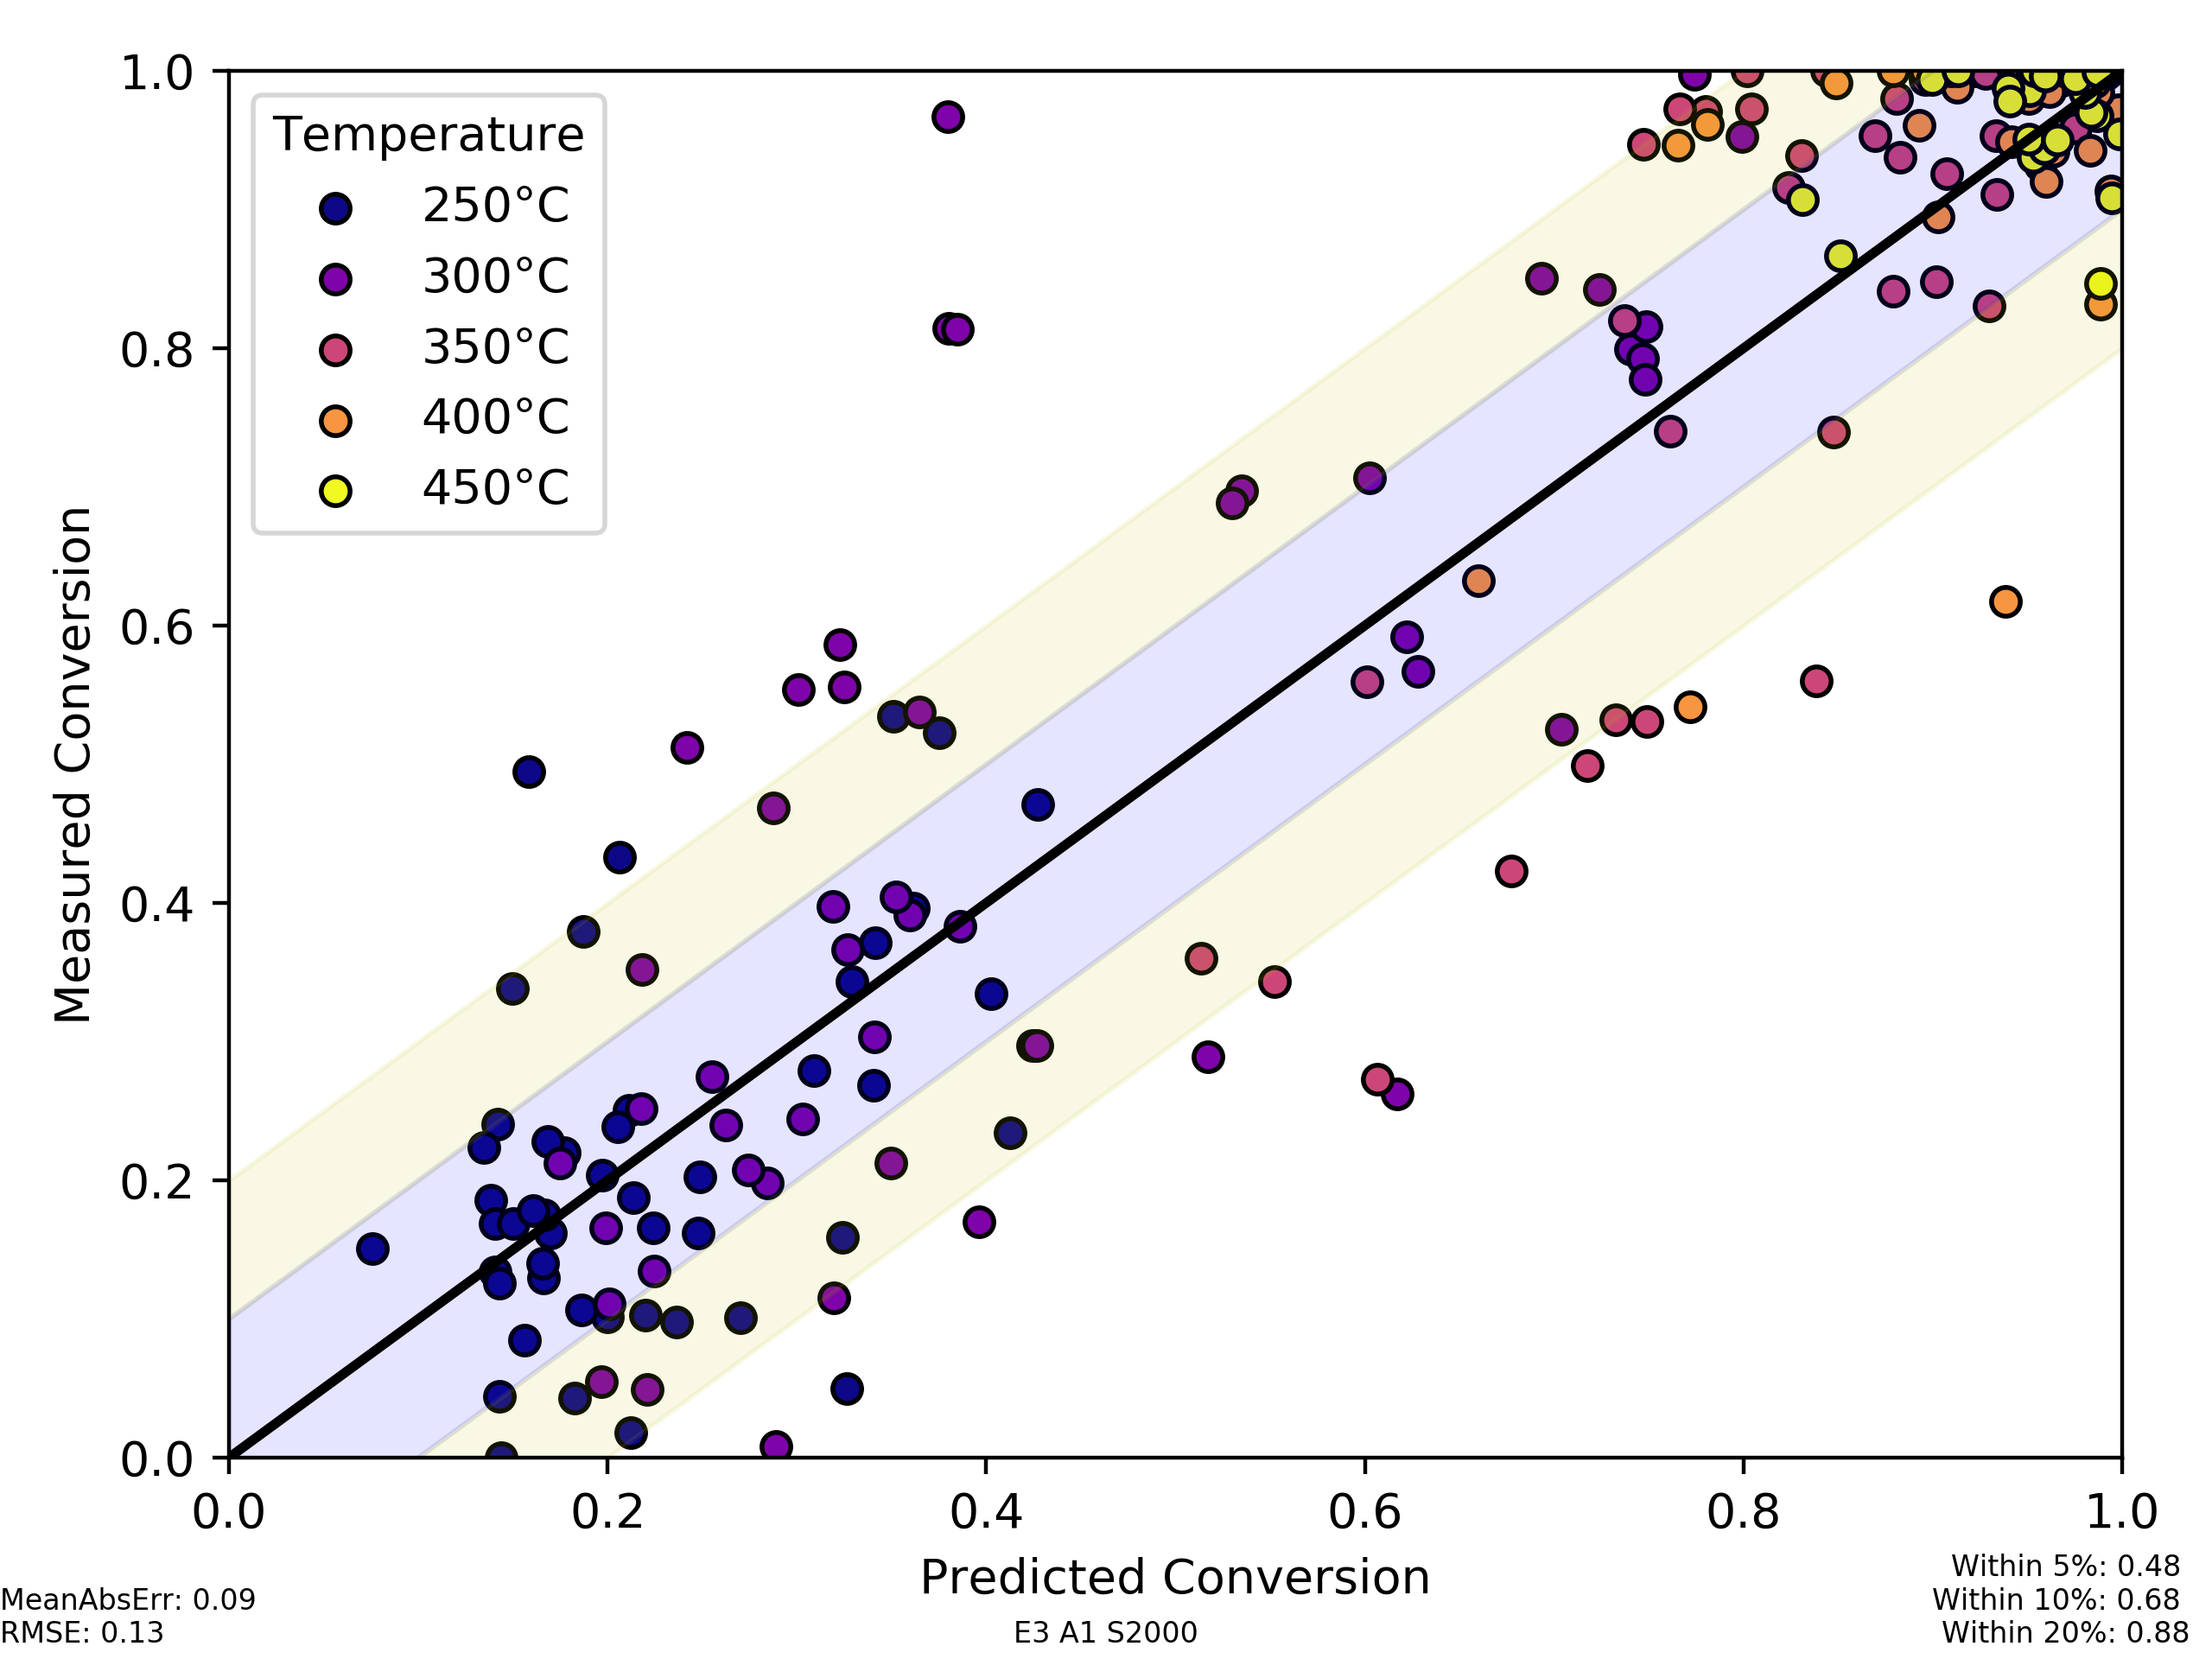 1.0
0.8
0.6
0.4
0.2
0.0
Measured Conversion
Temperature
250°C
300°C
350°C
400°C
450°C
0.0 0.2 0.4 0.6 0.8 1.0
Predicted Conversion
MeanAbsErr: 0.09
RMSE: 0.13
E3 A1 S2000
Within 5%: 0.48
Within 10%: 0.68
Within 20%: 0.88